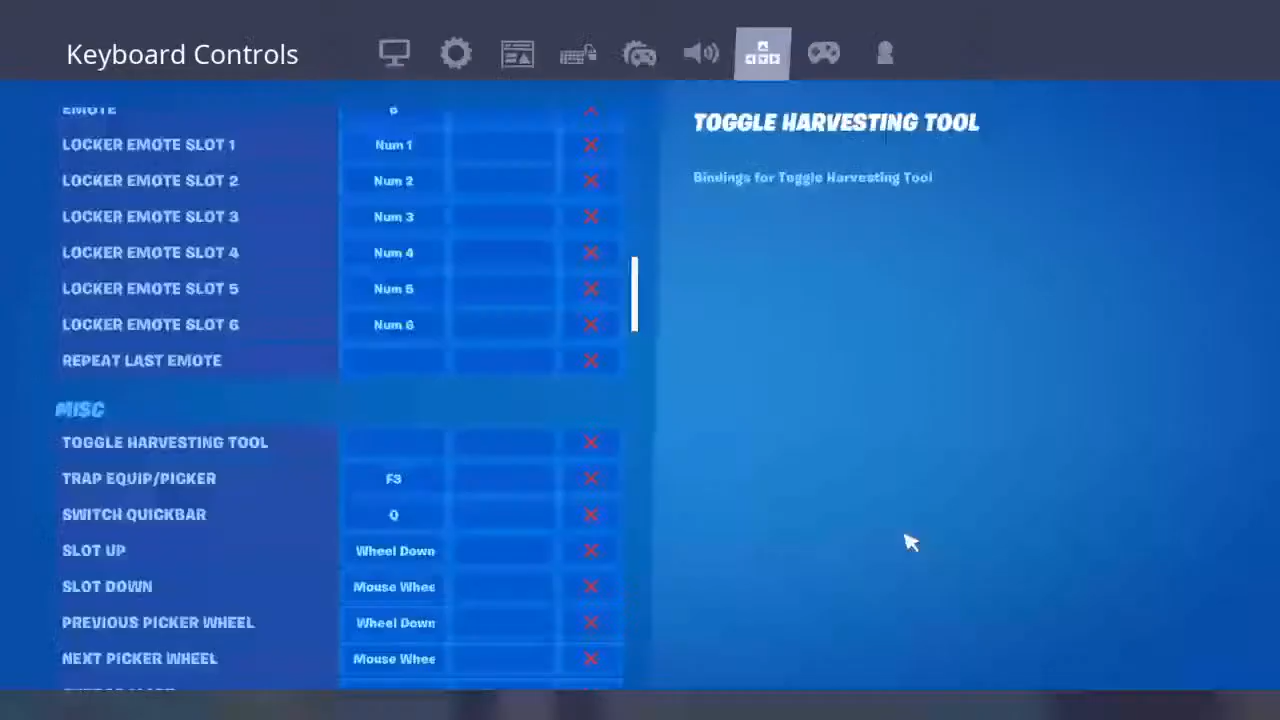 Keyboard Controls
EMOTE B
LOCKER EMOTE SLOT 1 Num 1
LOCKER EMOTE SLOT 2 Num 2
LOCKER EMOTE SLOT 3 Num 3
LOCKER EMOTE SLOT 4 Num 4
LOCKER EMOTE SLOT 5 Num 5
LOCKER EMOTE SLOT 6 Num 6
REPEAT LAST EMOTE
MISC
TOGGLE HARVESTING TOOL
TRAP EQUIP/PICKER F3
SWITCH QUICKBAR Q
SLOT UP Wheel Down
SLOT DOWN Mouse Whee
PREVIOUS PICKER WHEEL Wheel Down
NEXT PICKER WHEEL Mouse Whee
TOGGLE HARVESTING TOOL
Bindings for Toggle Harvesting Tool